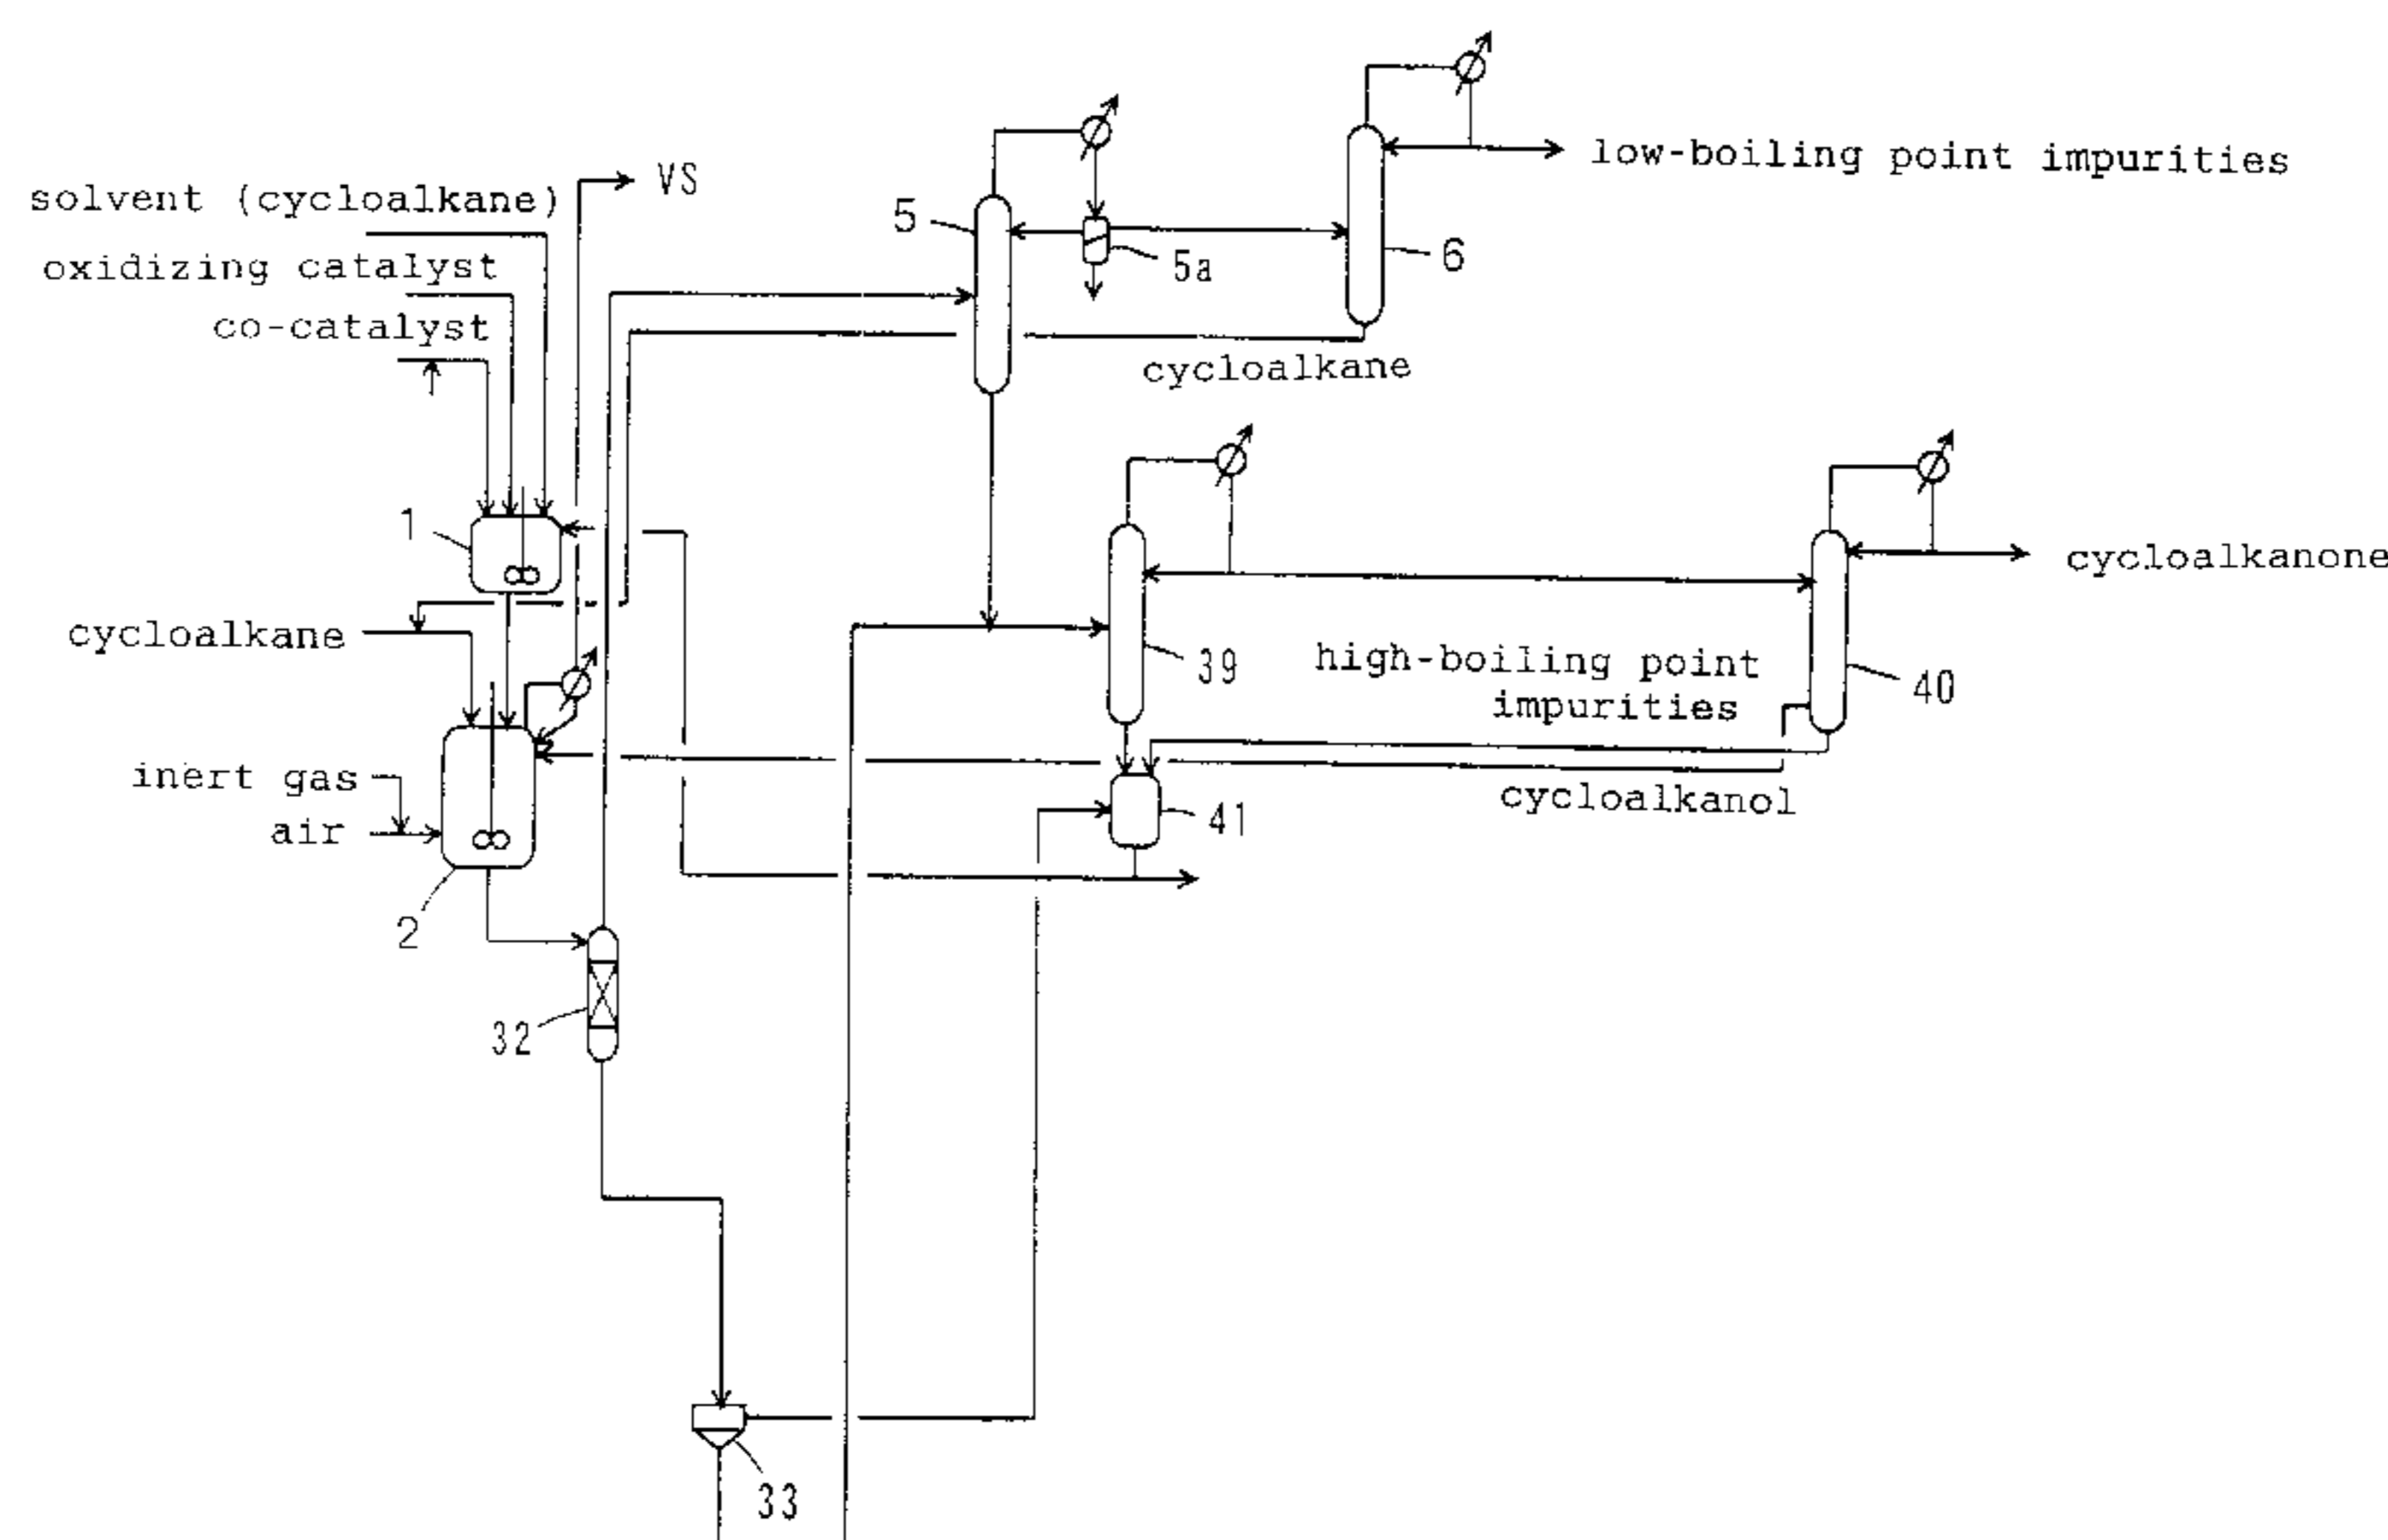 VS
solvent (cycloalkane)
oxidizing catalyst
co-catalyst
low-boiling point impurities
5
5a
6
cycloalkane
1
cycloalkane
cycloalkanone
39
high-boiling point
impurities
40
inert gas
air
cycloalkanol
41
2
32
33